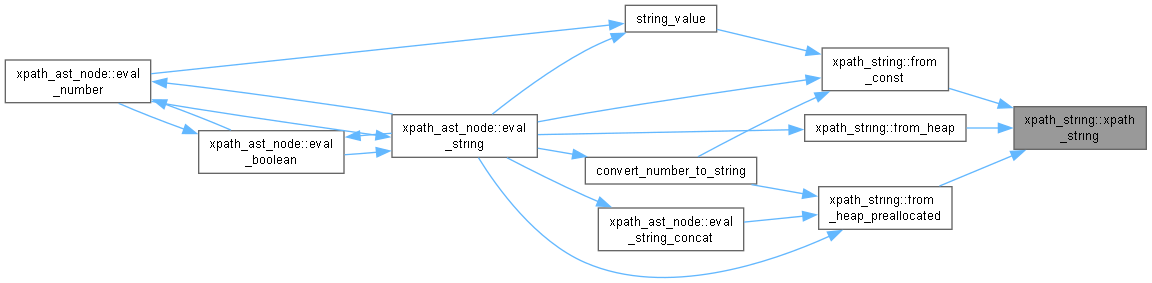 string_value
xpath_ast_node::eval
_number
xpath_string::from
_const
xpath_string::xpath
_string
xpath_ast_node::eval
_string
xpath_string::from_heap
xpath_ast_node::eval
_boolean
convert_number_to_string
xpath_string::from
_heap_preallocated
xpath_ast_node::eval
_string_concat